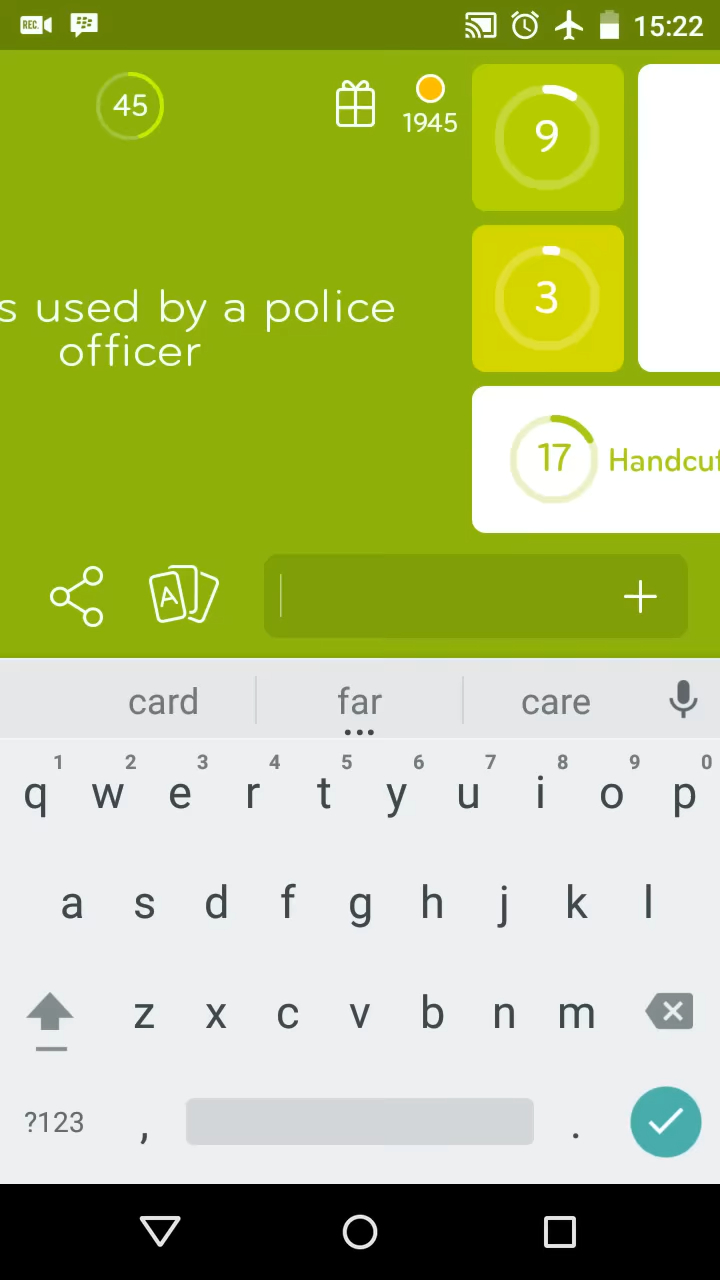 REC.
15:22
45
1945
9
s used by a police
officer
3
17
Handcuf
A
+
card
far
care
1 2 3 4 5 6 7 8 9 0
q w e r t y u i o p
a s d f g h j k l
z x c v b n m
?123 , .